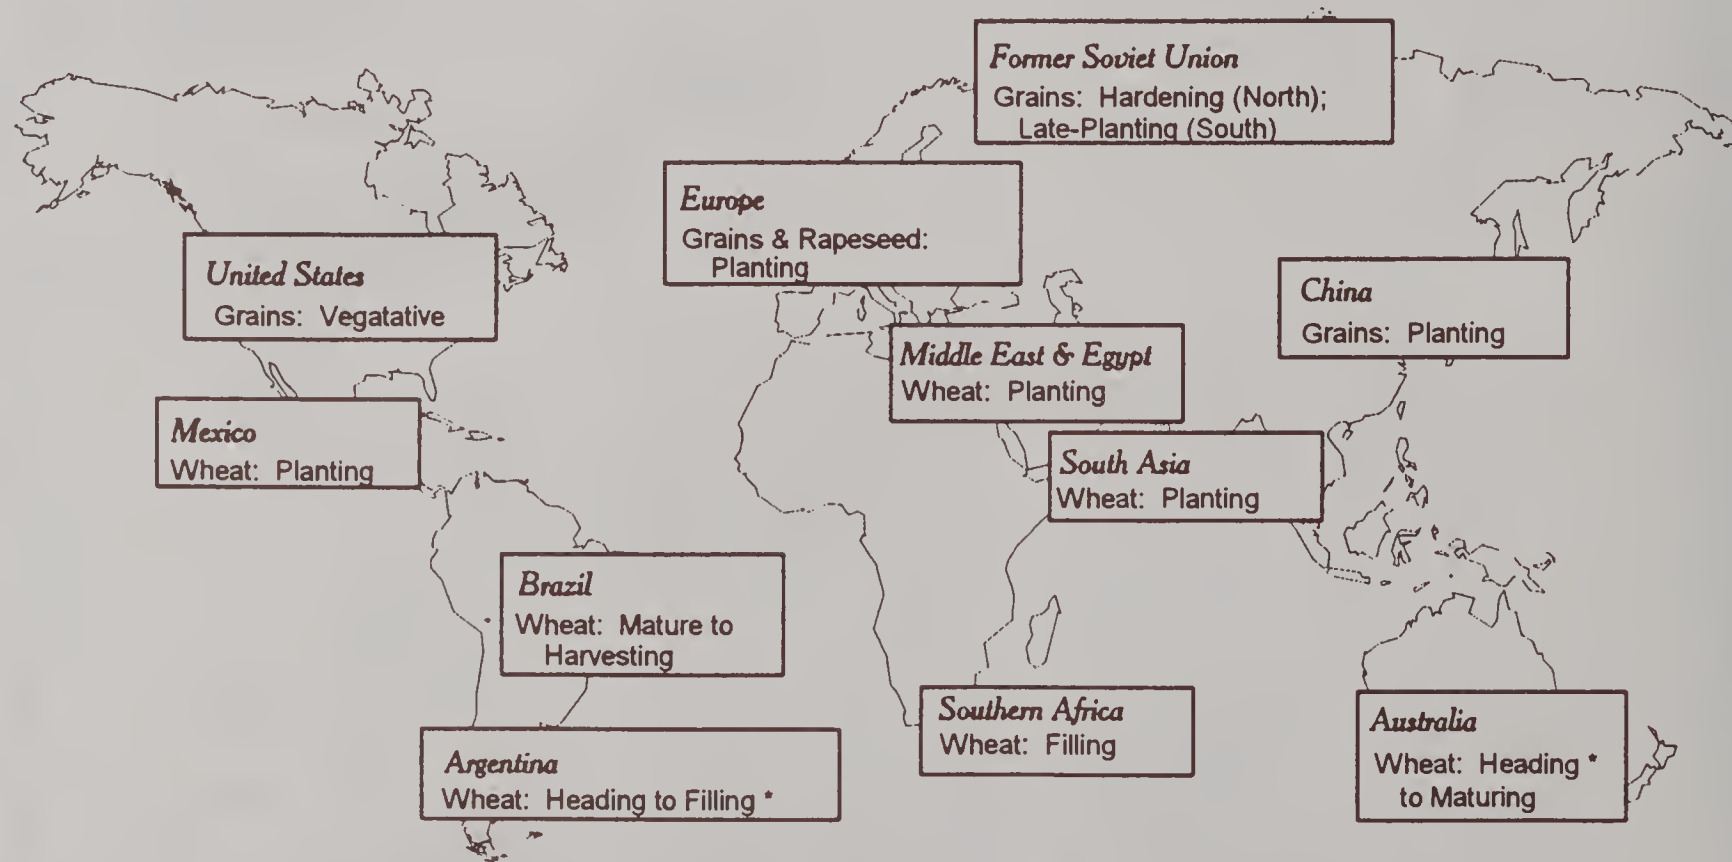 Former Soviet Union
Grains: Hardening (North);
Late-Planting (South)
Europe
Grains & Rapeseed:
Planting
United States
Grains: Vegatative
China
Grains: Planting
Middle East & Egypt
Wheat: Planting
Mexico
Wheat: Planting
South Asia
Wheat: Planting
Brazil
Wheat: Mature to
Harvesting
Southern Africa
Wheat: Filling
Australia
Wheat: Heading *
to Maturing
Argentina
Wheat: Heading to Filling *